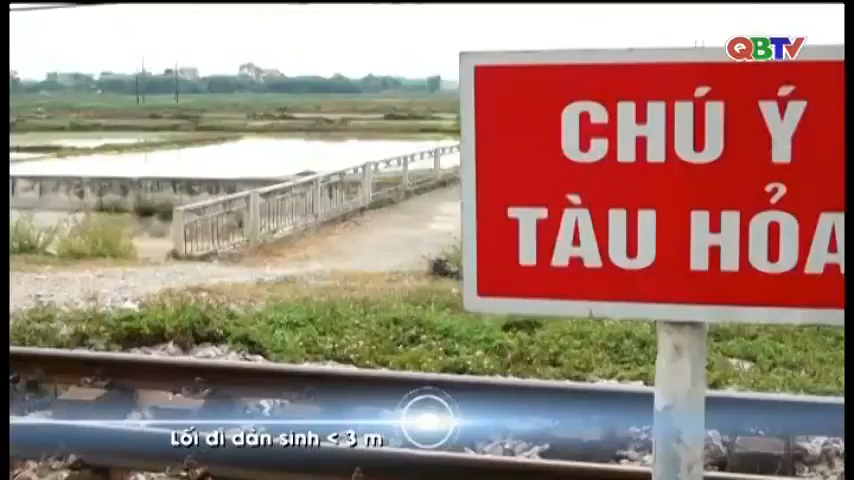 QBTV
CHÚ Ý
TÀU HỎA
Lối đi dân sinh < 3 m